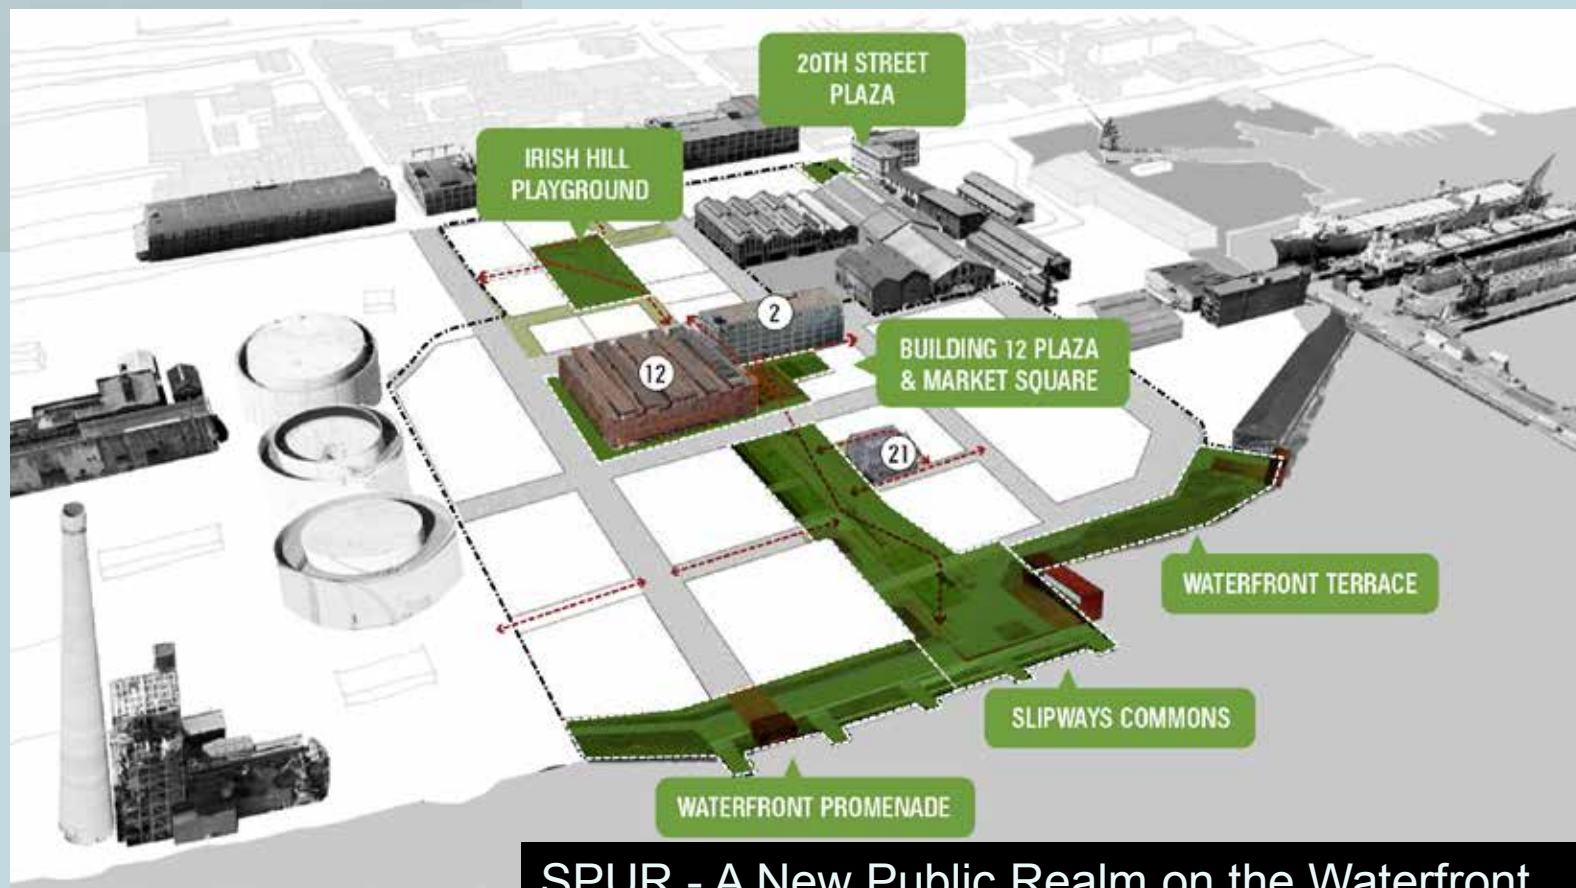 20TH STREET
PLAZA
IRISH HILL
PLAYGROUND
2
12
BUILDING 12 PLAZA
& MARKET SQUARE
21
WATERFRONT TERRACE
SLIPWAYS COMMONS
WATERFRONT PROMENADE
SPUR - A New Public Realm on the Waterfront